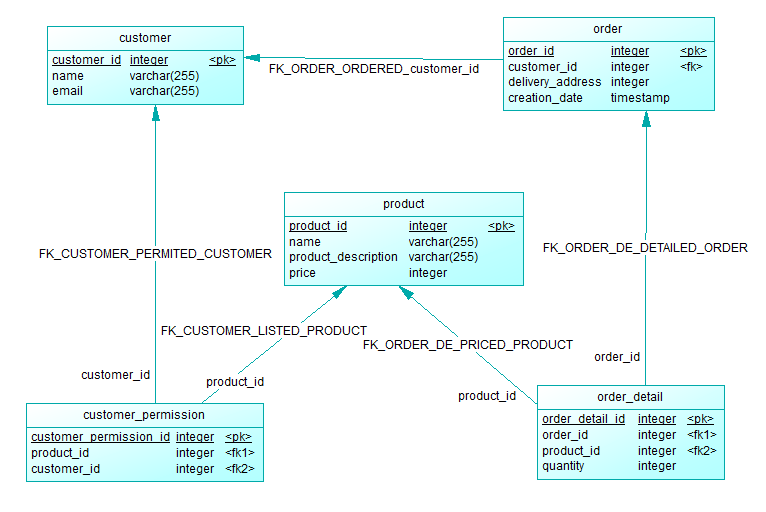 customer
customer_id integer <pk>
name varchar(255)
email varchar(255)
order
order_id integer <pk>
customer_id integer <fk>
delivery_address integer
creation_date timestamp
FK_ORDER_ORDERED_customer_id
product
product_id integer <pk>
name varchar(255)
product_description varchar(255)
price integer
FK_CUSTOMER_PERMITED_CUSTOMER
FK_ORDER_DE_DETAILED_ORDER
FK_CUSTOMER_LISTED_PRODUCT
FK_ORDER_DE_PRICED_PRODUCT
order_id
customer_id
product_id
product_id
customer_permission
customer_permission_id integer <pk>
product_id integer <fk1>
customer_id integer <fk2>
order_detail
order_detail_id integer <pk>
order_id integer <fk1>
product_id integer <fk2>
quantity integer